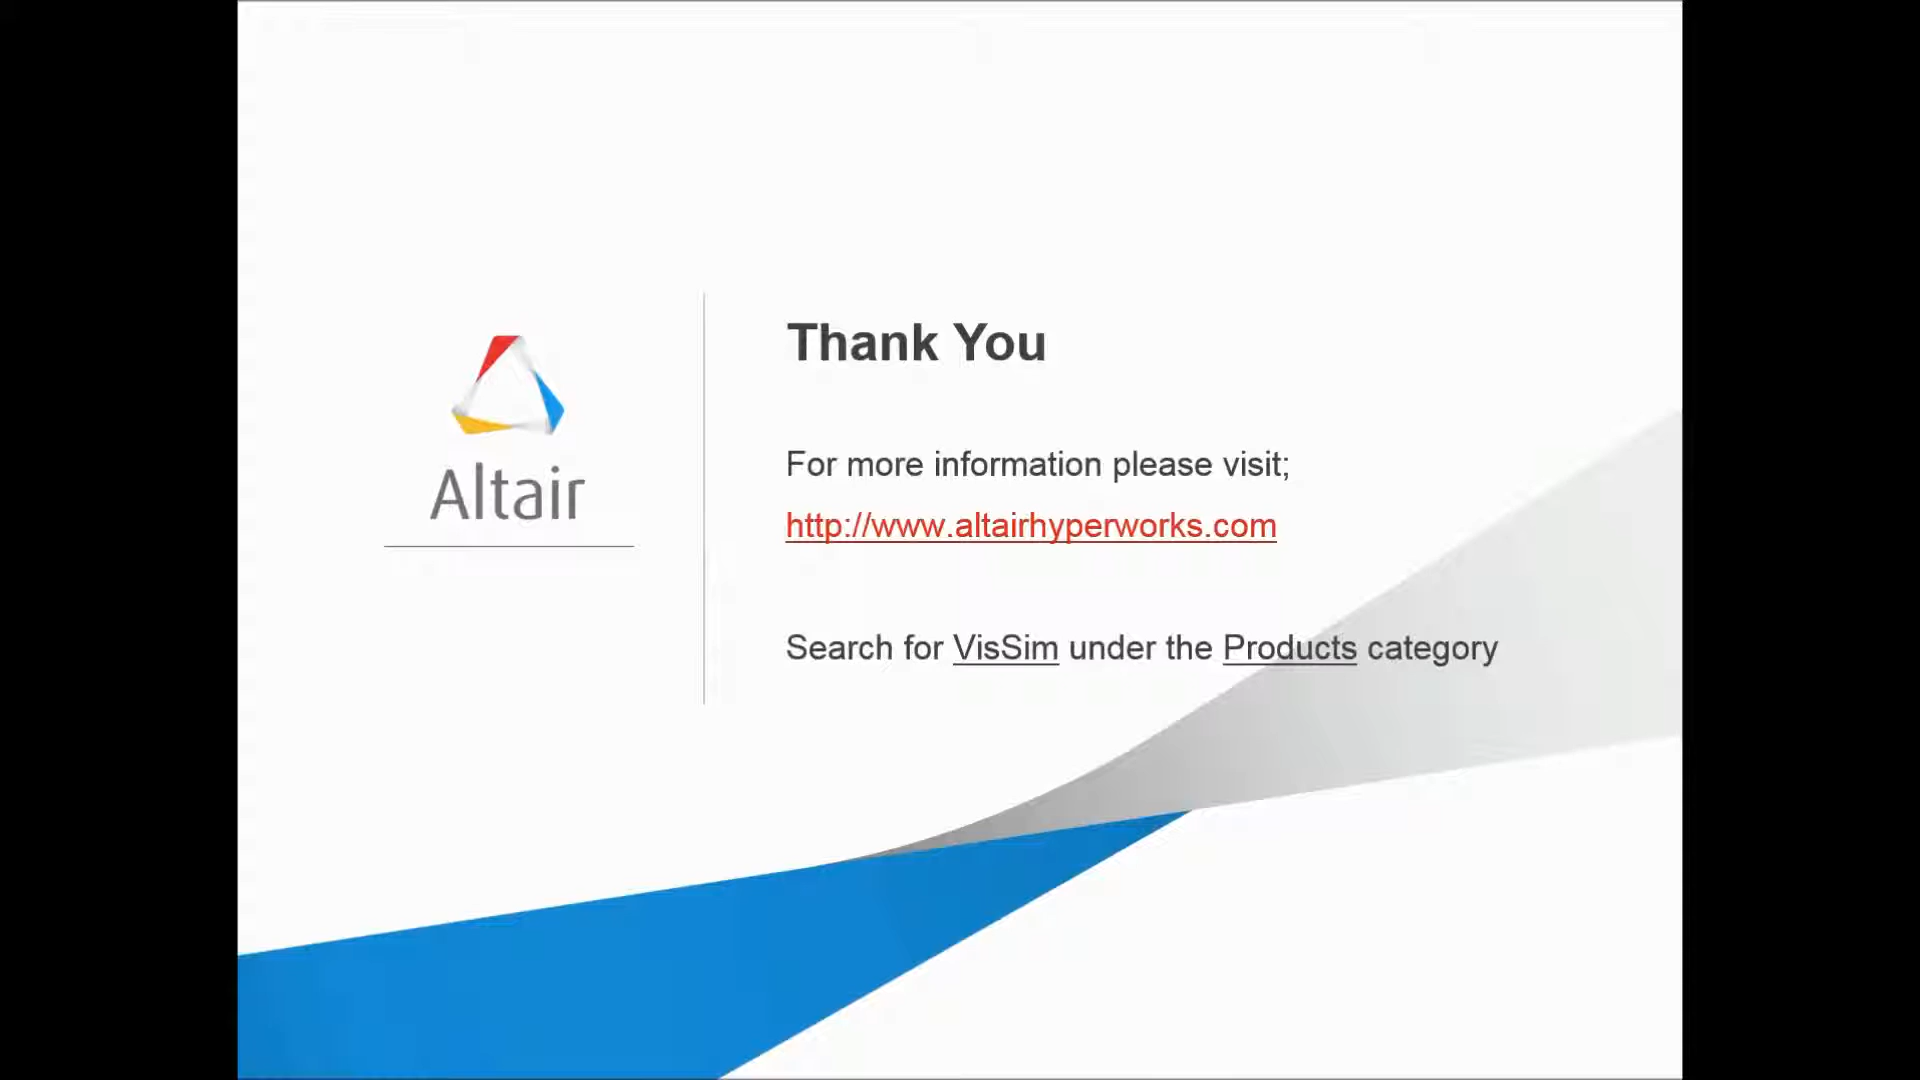 Altair
Thank You
For more information please visit;
http://www.altairhyperworks.com
Search for VisSim under the Products category